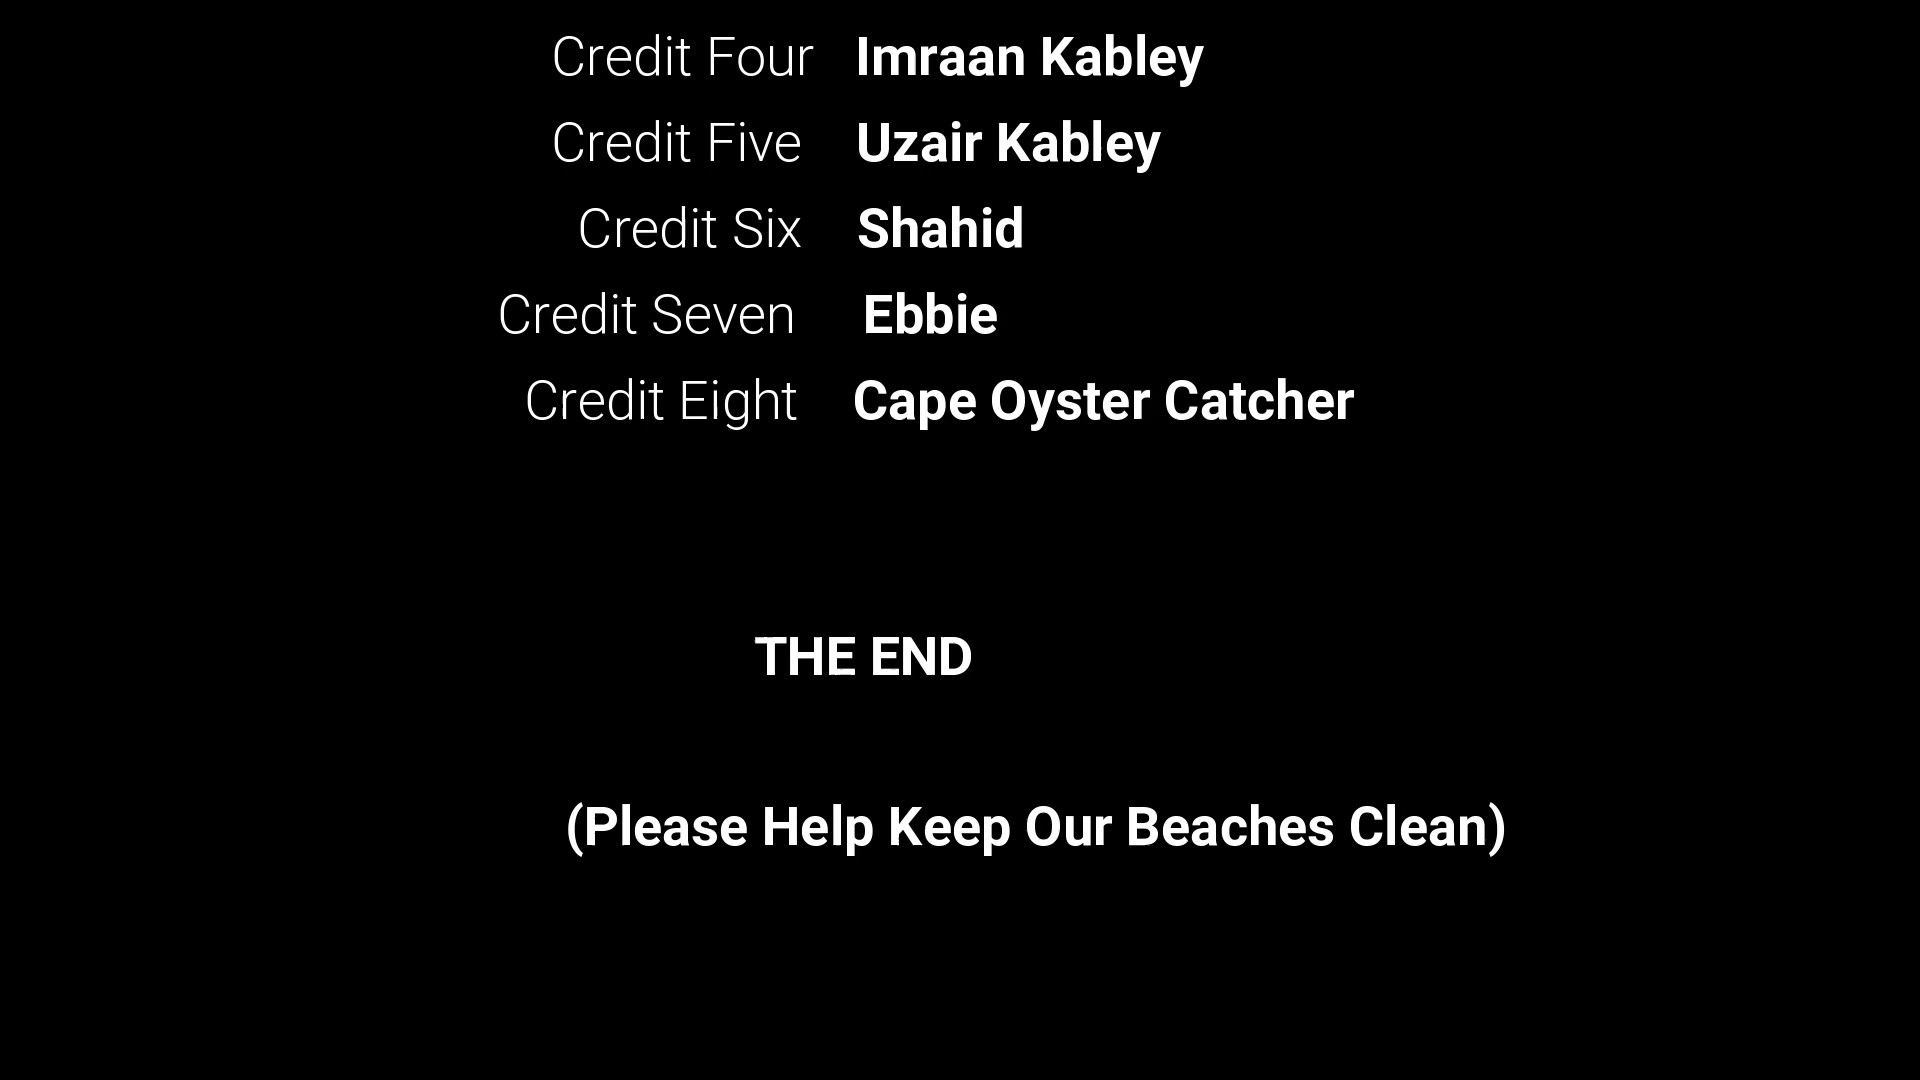 Credit Four Imraan Kabley
Credit Five Uzair Kabley
Credit Six Shahid
Credit Seven Ebbie
Credit Eight Cape Oyster Catcher
THE END
(Please Help Keep Our Beaches Clean)